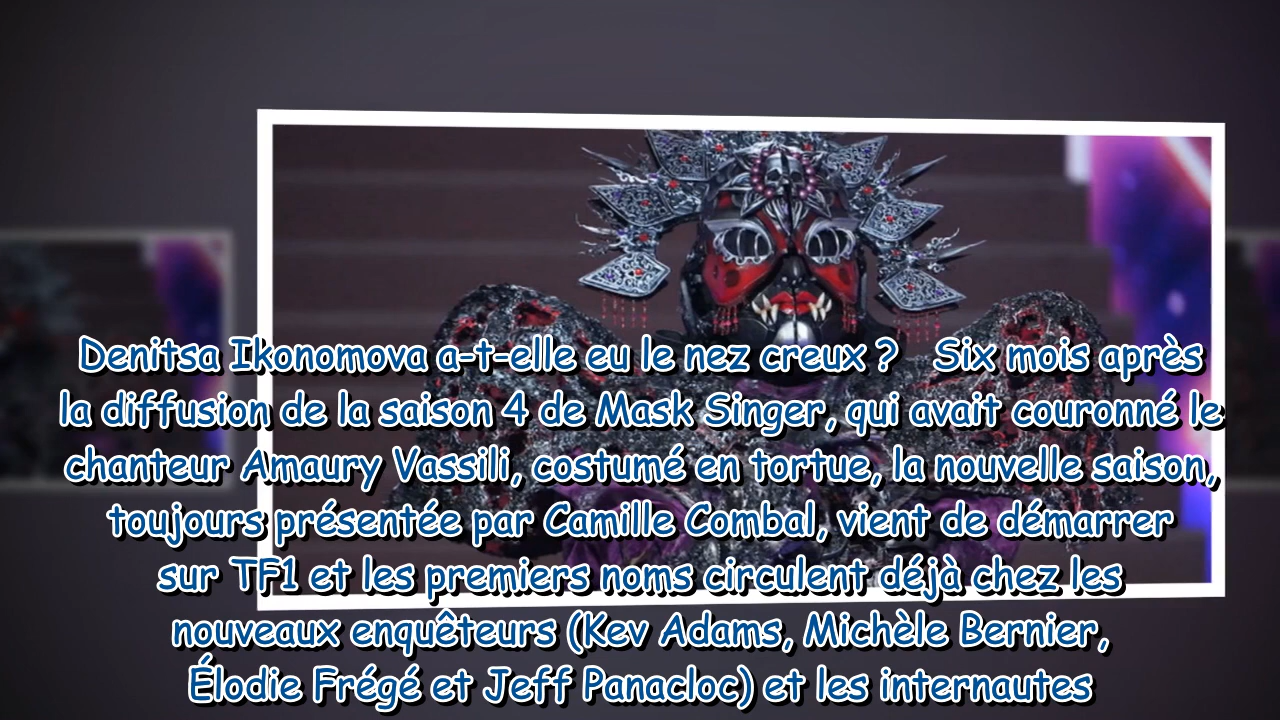 Denitsa Ikonomova a-t-elle eu le nez creux ? Six mois après
la diffusion de la saison 4 de Mask Singer, qui avait couronné le
chanteur Amaury Vassili, costumé en tortue, la nouvelle saison,
toujours présentée par Camille Combal, vient de démarrer
sur TF1 et les premiers noms circulent déjà chez les
nouveaux enquêteurs (Kev Adams, Michèle Bernier,
Élodie Frégé et Jeff Panacloc) et les internautes